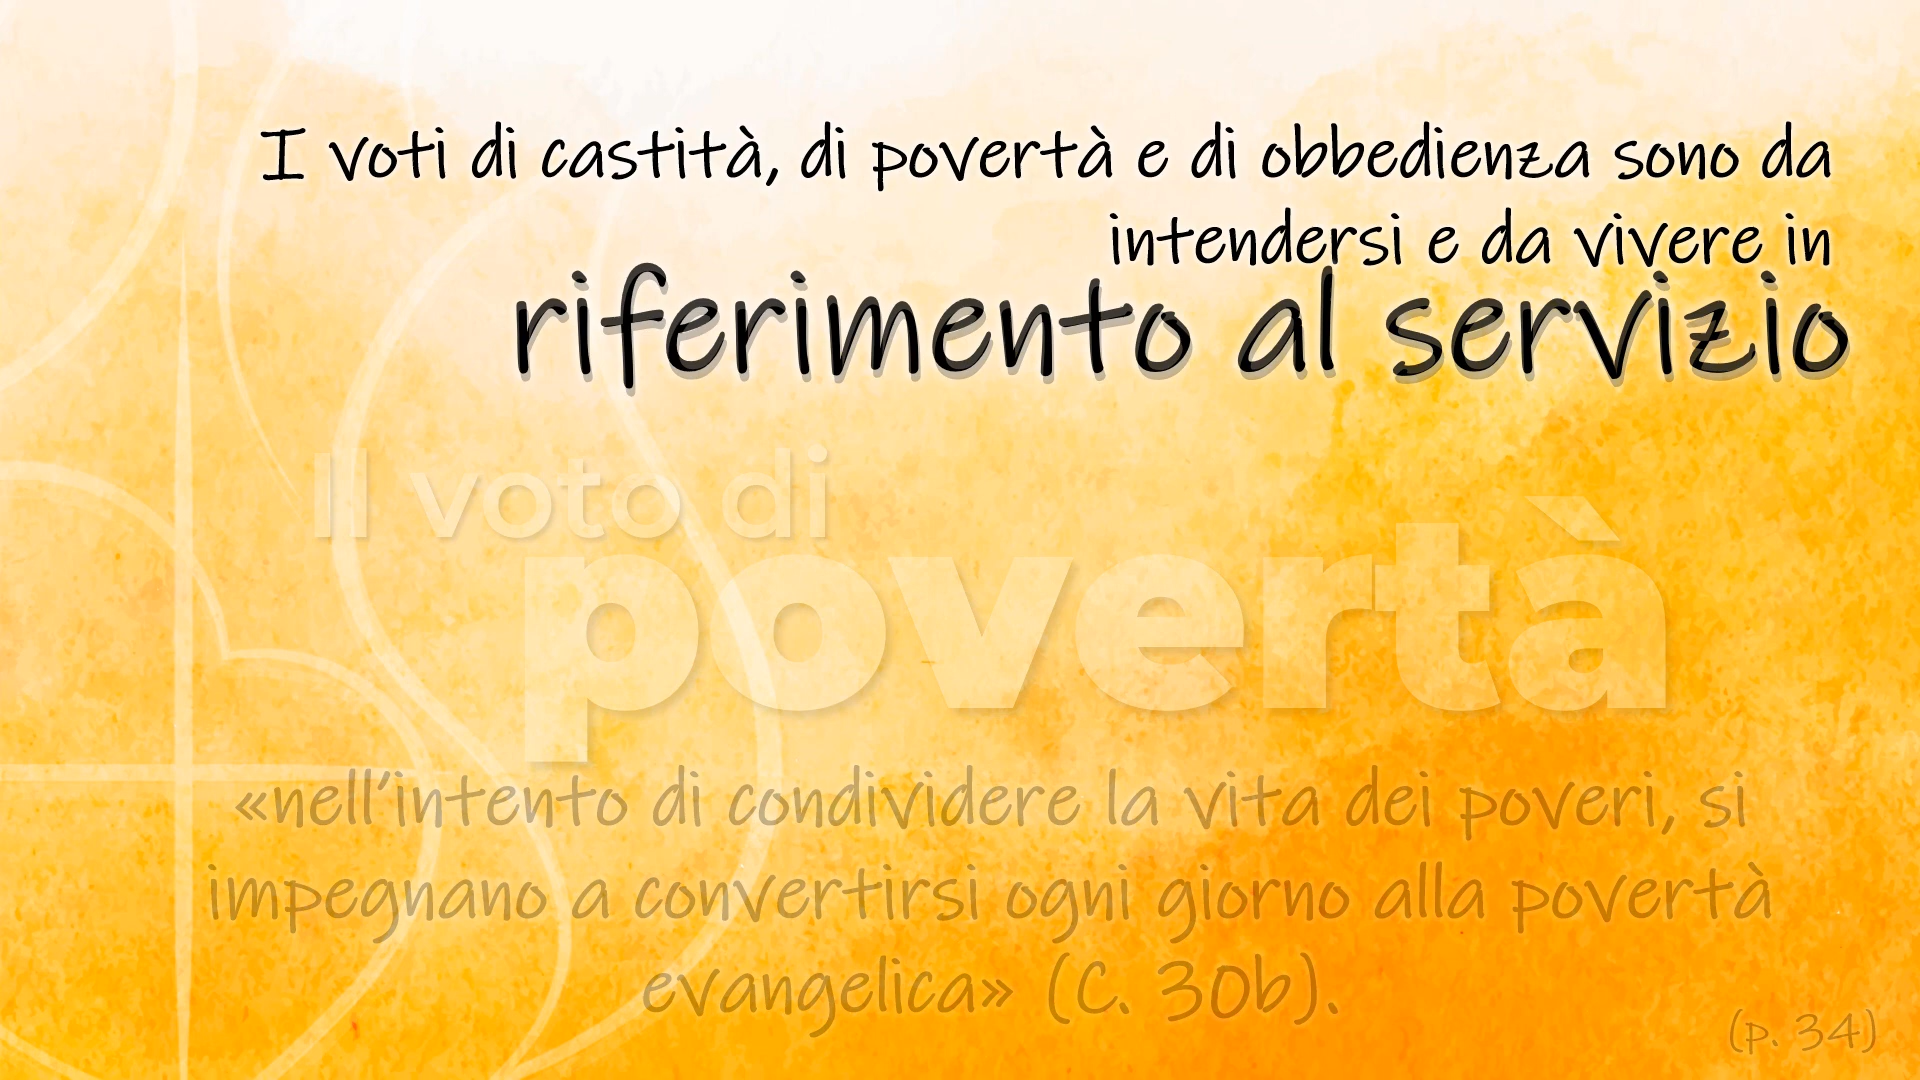 I voti di castità, di povertà e di obbedienza sono da
intendersi e da vivere in
riferimento al servizio
Il voto di
povertà
«nell’intento di condividere la vita dei poveri, si
impegnano a convertirsi ogni giorno alla povertà
evangelica» (C. 30b).
(p. 34)